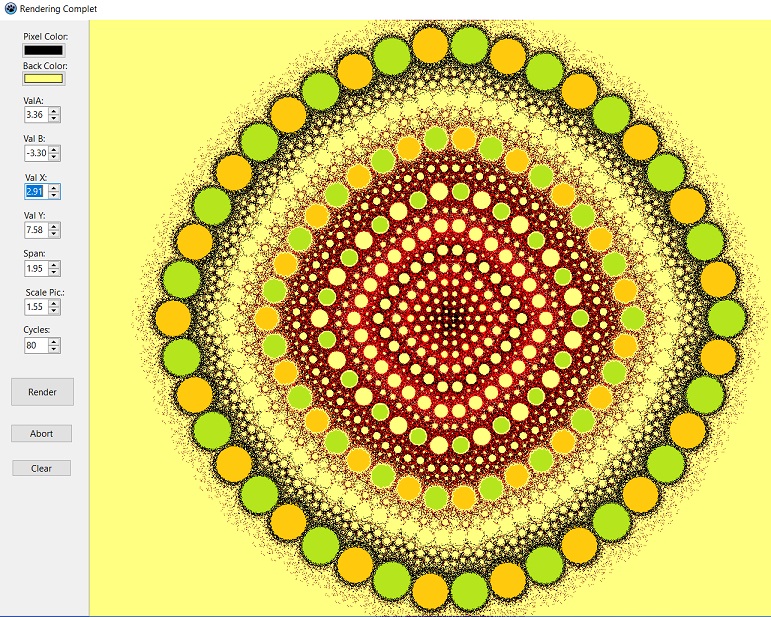 Rendering Complet
Pixel Color:
Back Color:
ValA:
3.36
Val B:
-3.30
Val X:
2.91
Val Y:
7.58
Span:
1.95
Scale Pic.:
1.55
Cycles:
80
Render
Abort
Clear